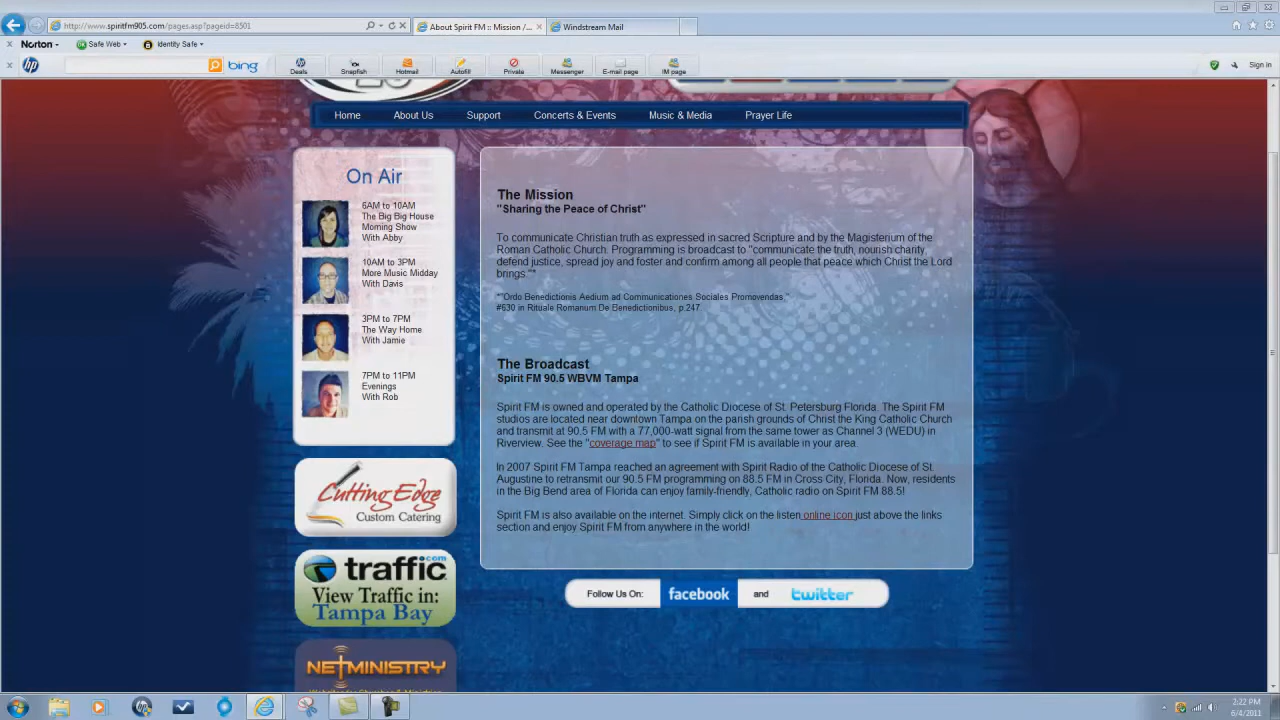 http://www.spiritfm905.com/pages.asp?pageid=8501
About Spirit FM :: Mission /...
Windstream Mail
Norton
Safe Web
Identity Safe
bing
Deals
Snapfish
Hotmail
Autofill
Private
Messenger
E-mail page
IM page
Sign in
Home
About Us
Support
Concerts & Events
Music & Media
Prayer Life
On Air
6AM to 10AM
The Big Big House
Morning Show
With Abby
10AM to 3PM
More Music Midday
With Davis
3PM to 7PM
The Way Home
With Jamie
7PM to 11PM
Evenings
With Rob
Cutting Edge
Custom Catering
traffic.com
View Traffic in:
Tampa Bay
NETMINISTRY
The Mission
"Sharing the Peace of Christ"
To communicate Christian truth as expressed in sacred Scripture and by the Magisterium of the
Roman Catholic Church. Programming is broadcast to "communicate the truth, nourish charity,
defend justice, spread joy and foster and confirm among all people that peace which Christ the Lord
brings."*
*"Ordo Benedictionis Aedium ad Communicationes Sociales Promovendas."
#630 in Rituale Romanum De Benedictionibus, p.247.
The Broadcast
Spirit FM 90.5 WBVM Tampa
Spirit FM is owned and operated by the Catholic Diocese of St. Petersburg Florida. The Spirit FM
studios are located near downtown Tampa on the parish grounds of Christ the King Catholic Church
and transmit at 90.5 FM with a 77,000-watt signal from the same tower as Channel 3 (WEDU) in
Riverview. See the "coverage map" to see if Spirit FM is available in your area.
In 2007 Spirit FM Tampa reached an agreement with Spirit Radio of the Catholic Diocese of St.
Augustine to retransmit our 90.5 FM programming on 88.5 FM in Cross City, Florida. Now, residents
in the Big Bend area of Florida can enjoy family-friendly, Catholic radio on Spirit FM 88.5!
Spirit FM is also available on the internet. Simply click on the listen online icon just above the links
section and enjoy Spirit FM from anywhere in the world!
Follow Us On: facebook and twitter
2:22 PM
6/4/2011